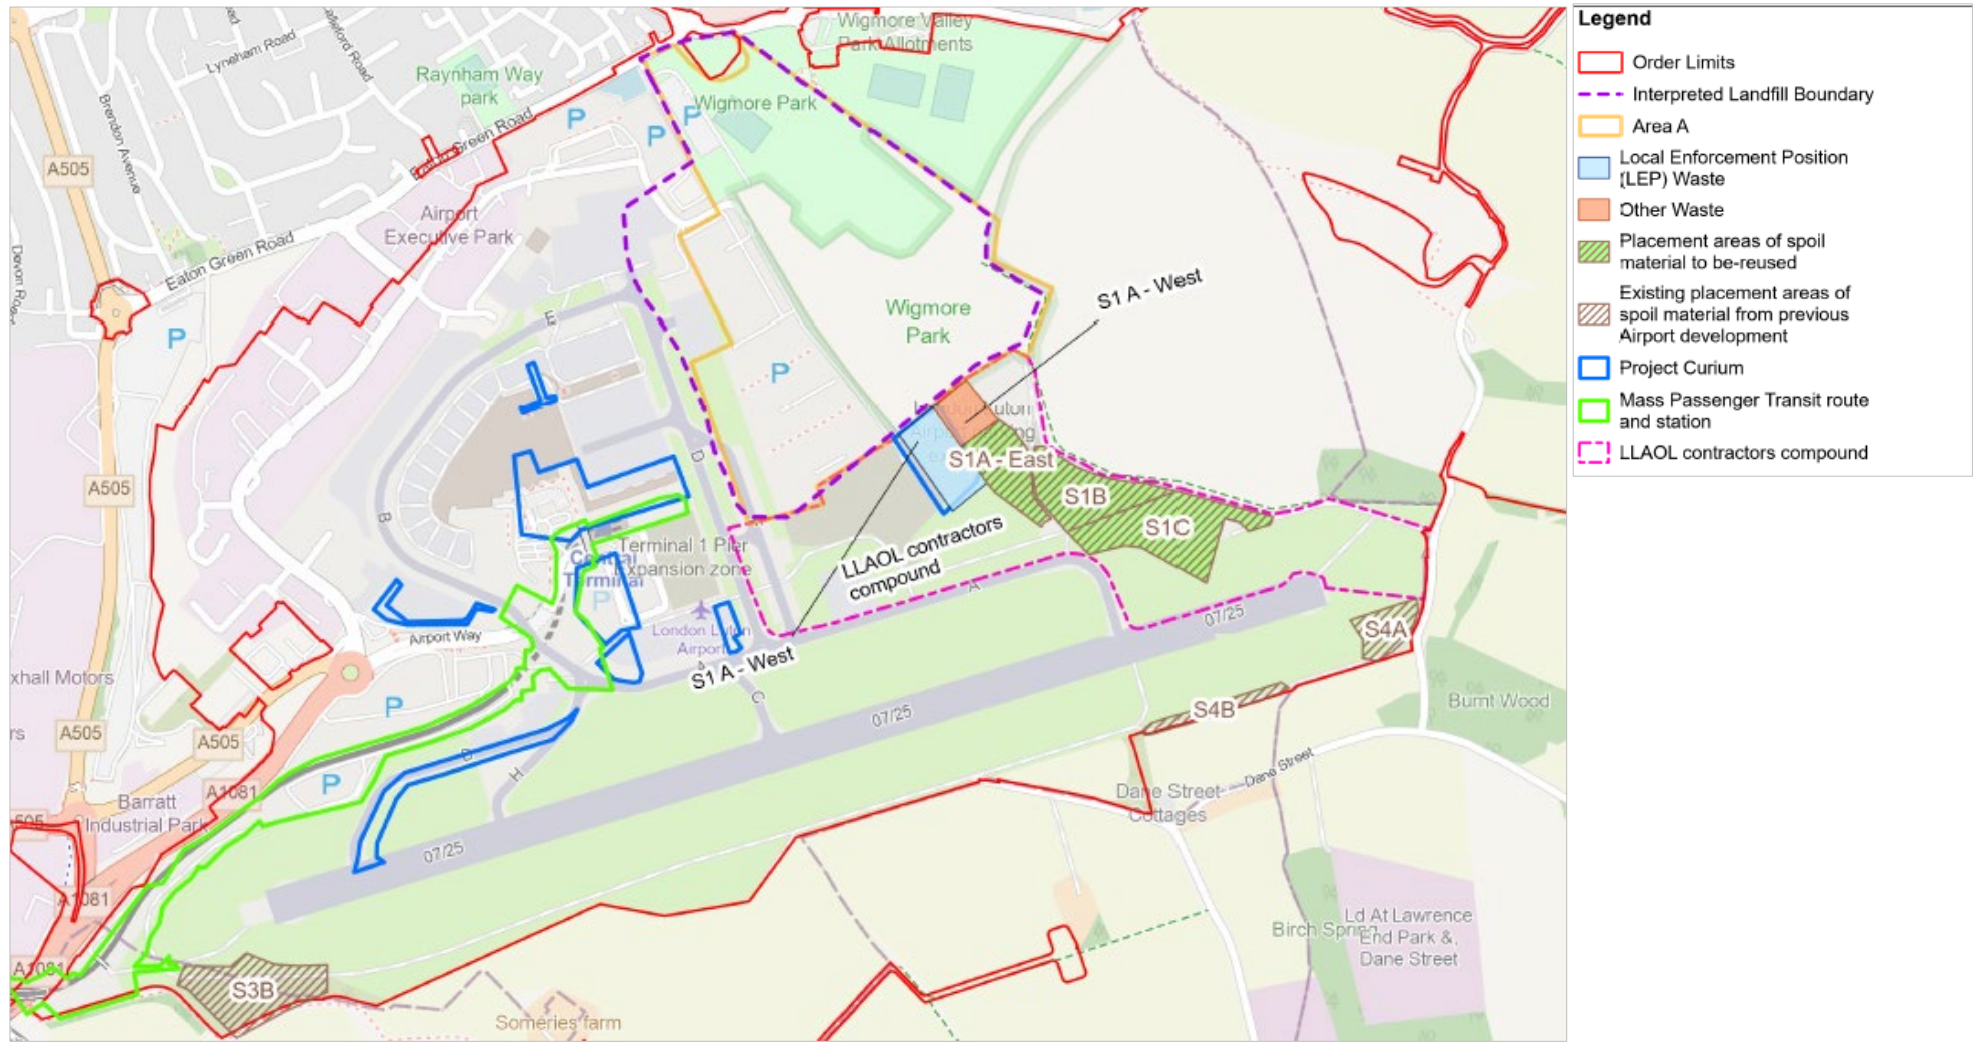 Wigmore Valley
Park Allotments
Lyneham Road
Raynham Way
park
Brendon Avenue
Wigmore Park
P
P
P
Eaton Green Road
A505
Airport
Executive Park
Eaton Green Road
P
Wigmore
Park
S1 A - West
E
P
D
S1A - East
S1B
S1C
A505
B
LLAOL contractors
compound
Terminal 1 Pier
Expansion zone
Central
Terminal
P
A
07/25
London Luton
Airport
Airport Way
S1 A - West
S4A
xhall Motors
Burnt Wood
C
S4B
07/25
P
A505
A505
D
H
Dane Street
P
A1081
Dane Street
Cottages
Barratt
Industrial Park
07/25
A1081
Birch Spring
Ld At Lawrence
End Park &,
Dane Street
A1081
S3B
Someries farm
Legend
Order Limits
Interpreted Landfill Boundary
Area A
Local Enforcement Position
(LEP) Waste
Other Waste
Placement areas of spoil
material to be-reused
Existing placement areas of
spoil material from previous
Airport development
Project Curium
Mass Passenger Transit route
and station
LLAOL contractors compound